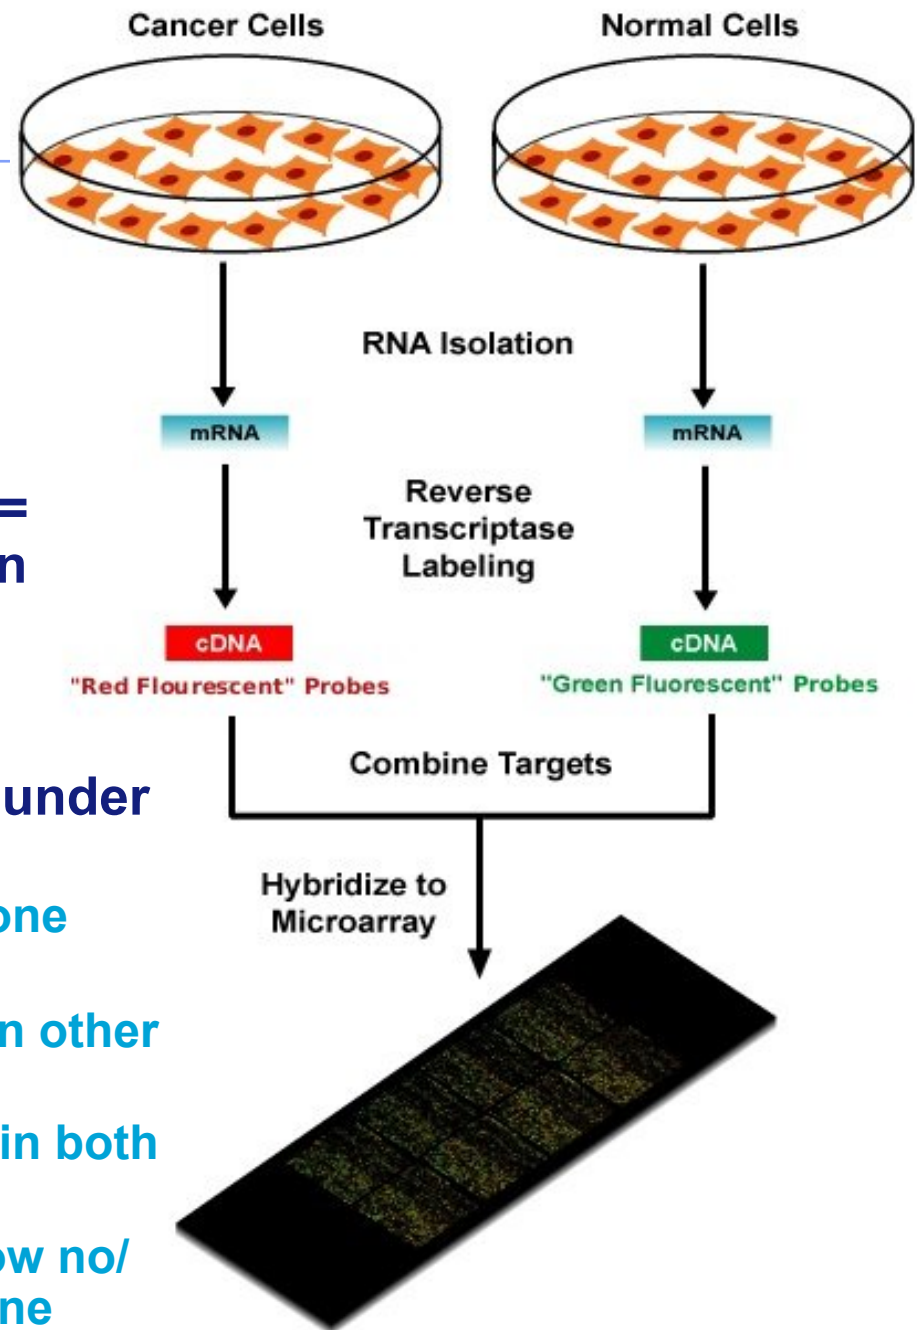 Cancer Cells
Normal Cells
RNA Isolation
mRNA
mRNA
Reverse
Transcriptase
Labeling
cDNA
cDNA
"Red Flourescent" Probes
"Green Fluorescent" Probes
Combine Targets
Hybridize to
Microarray
=
under
one
other
in both
no/